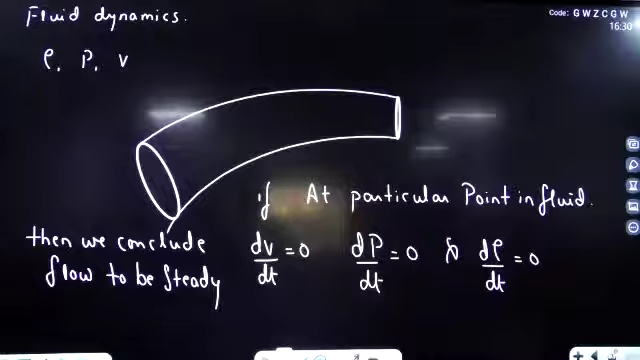 Fluid dynamics.
Code: GWZCGW
16:30
ρ, P, v
if At particular Point in fluid.
then we conclude
flow to be steady
dv/dt = 0 dP/dt = 0 & dρ/dt = 0